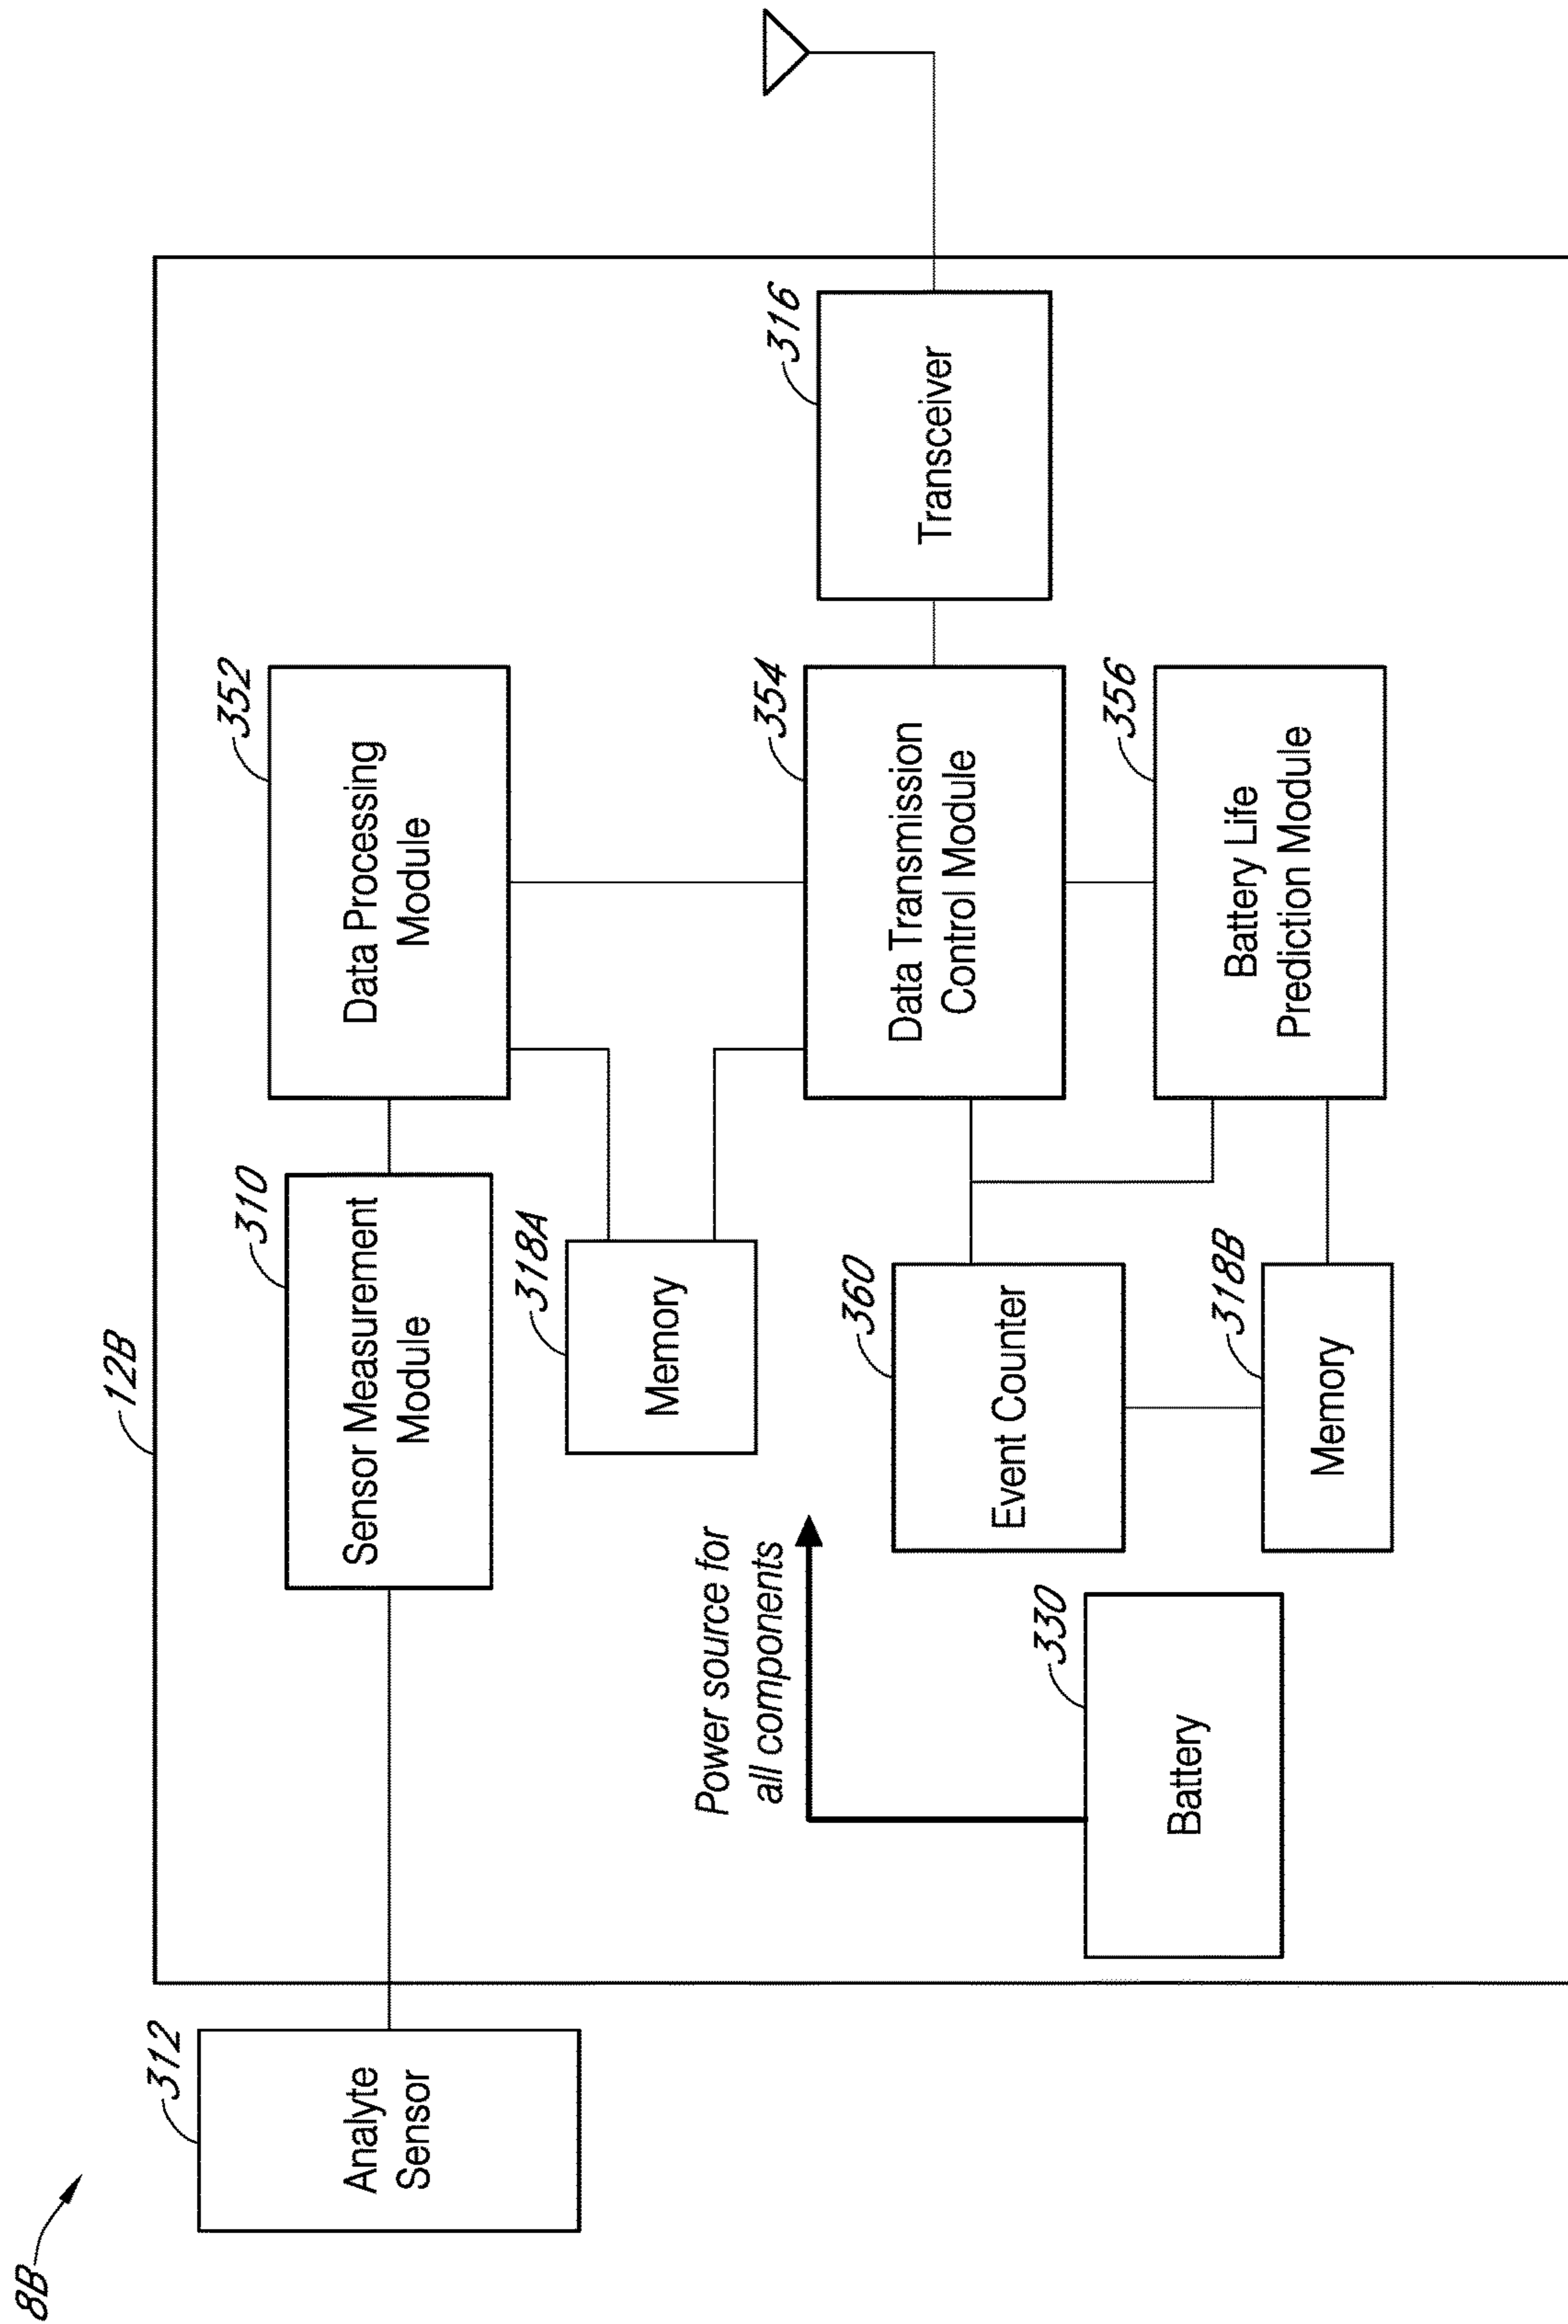 8B
12B
312
Analyte
Sensor
310
Sensor Measurement
Module
352
Data Processing
Module
318A
Memory
Power source for
all components
354
Data Transmission
Control Module
316
Transceiver
360
Event Counter
330
Battery
318B
Memory
356
Battery Life
Prediction Module